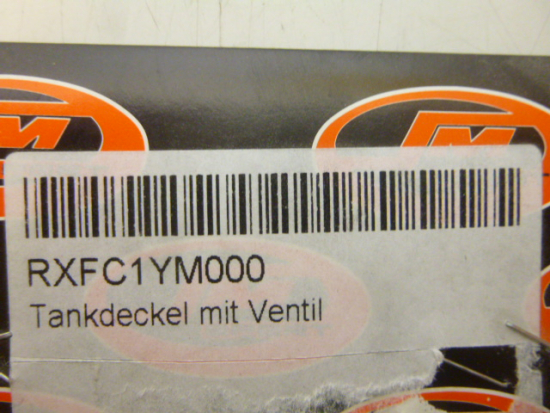 RXFC1YM000
Tankdeckel mit Ventil